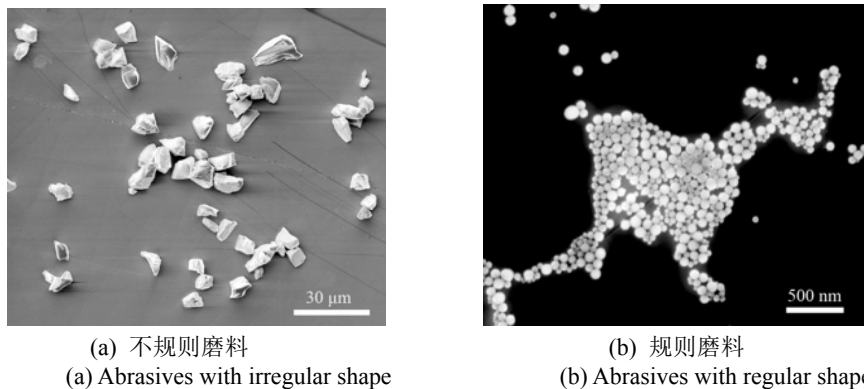 30 μm
500 nm
(a) 不规则磨料
(a) Abrasives with irregular shape
(b) 规则磨料
(b) Abrasives with regular shape